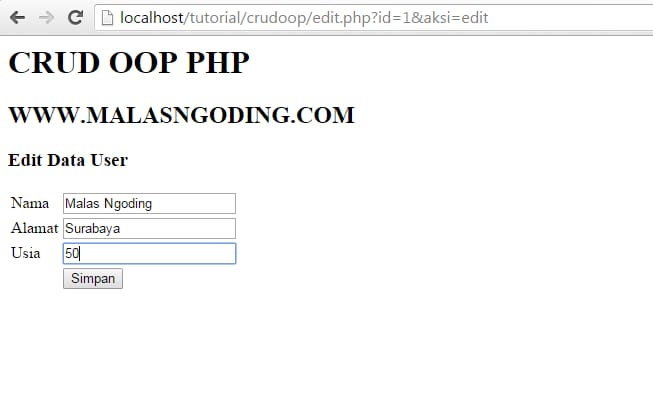 localhost/tutorial/crudoop/edit.php?id=1&aksi=edit
CRUD OOP PHP
WWW.MALASNGODING.COM
Edit Data User
Nama Malas Ngoding
Alamat Surabaya
Usia 50
Simpan